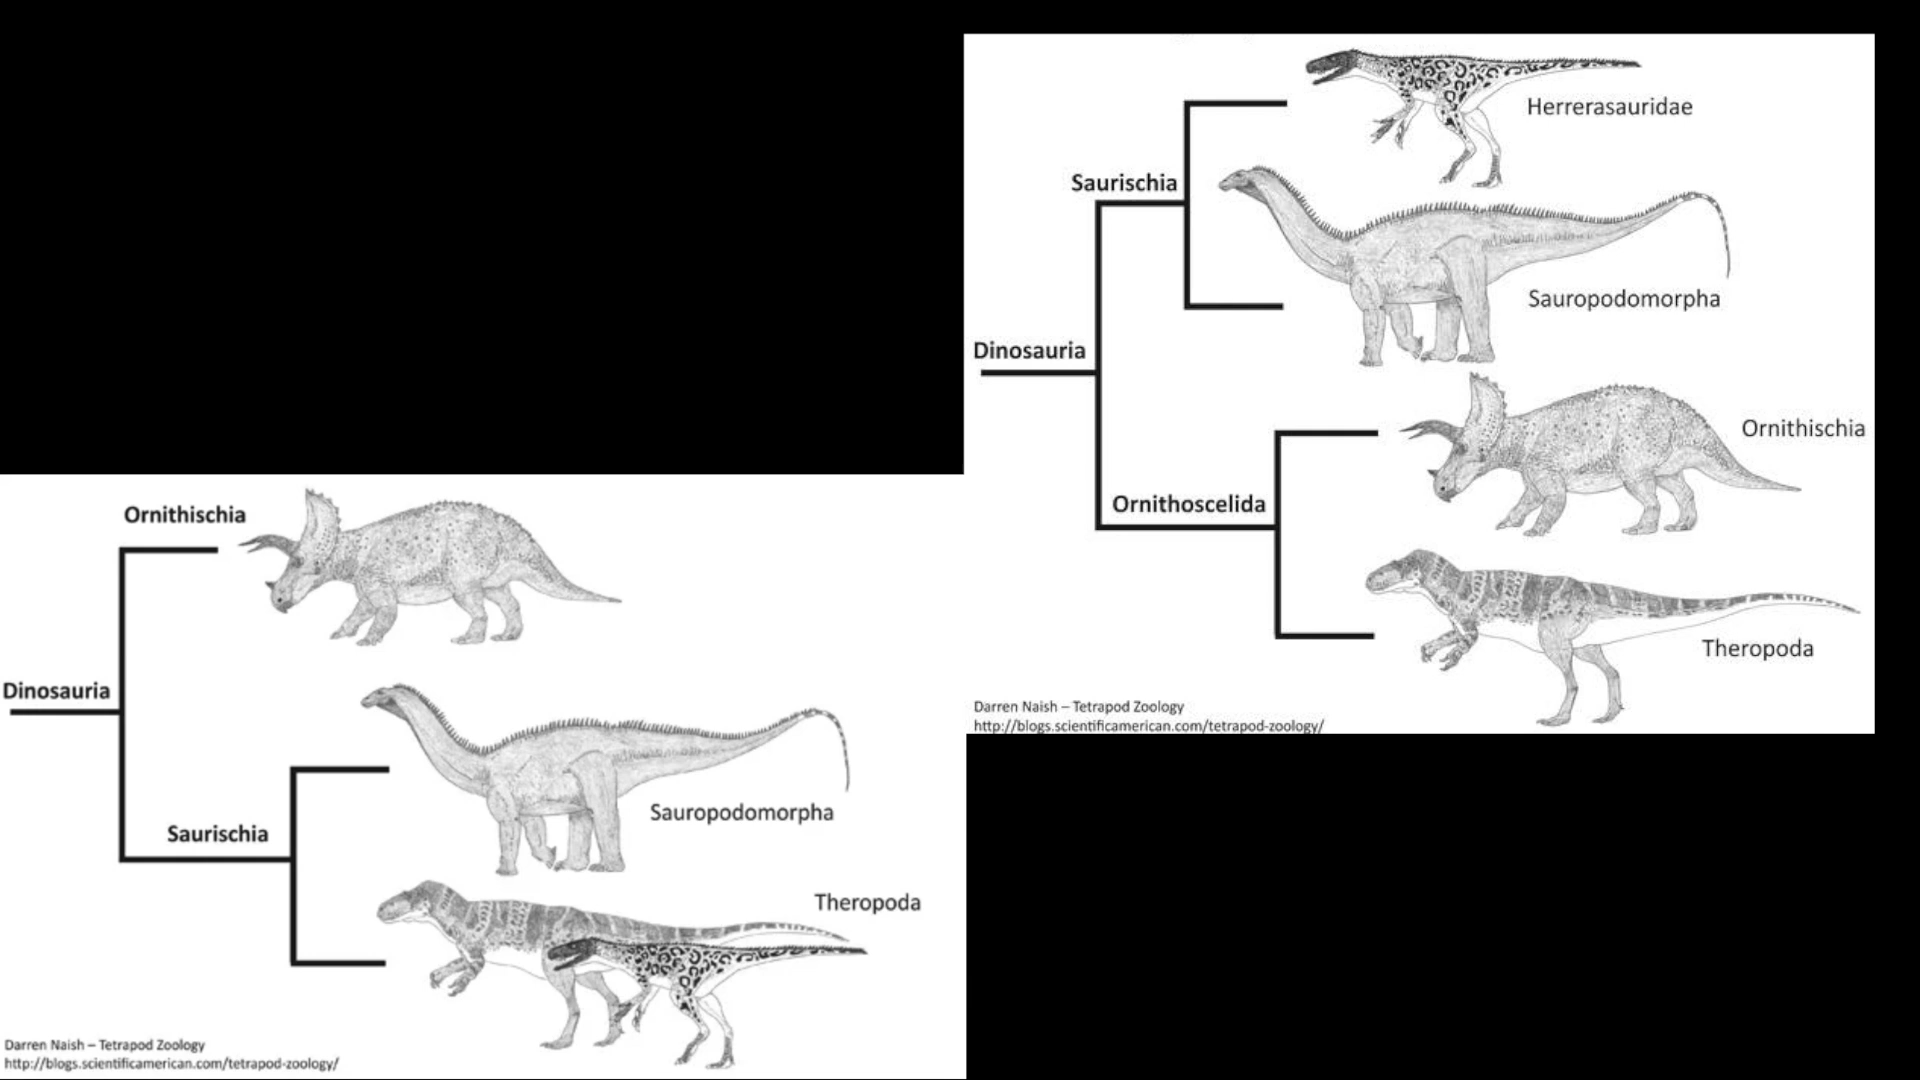 Ornithischia
Dinosauria
Sauropodomorpha
Saurischia
Theropoda
Darren Naish – Tetrapod Zoology
http://blogs.scientificamerican.com/tetrapod-zoology/
Herrerasauridae
Saurischia
Sauropodomorpha
Dinosauria
Ornithischia
Ornithoscelida
Theropoda
Darren Naish – Tetrapod Zoology
http://blogs.scientificamerican.com/tetrapod-zoology/